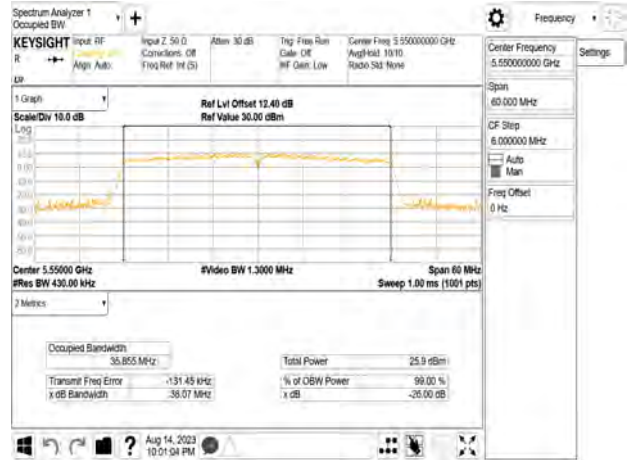 Spectrum Analyzer 1
Occupied BW
+
Frequency
KEYSIGHT
Input: RF
Input Z: 50 Ω
Atten: 30 dB
Trig: Free Run
Center Freq: 5.550000000 GHz
Corrections: Off
Gate: Off
Avg|Hold: 10/10
R
Align: Auto
Freq Ref: Int (S)
#IF Gain: Low
Radio Std: None
Center Frequency
5.550000000 GHz
Settings
Span
60.000 MHz
CF Step
6.000000 MHz
Auto
Man
Freq Offset
0 Hz
1 Graph
Ref Lvl Offset 12.40 dB
Scale/Div 10.0 dB
Ref Value 30.00 dBm
Log
Center 5.55000 GHz
#Video BW 1.3000 MHz
Span 60 MHz
#Res BW 430.00 kHz
Sweep 1.00 ms (1001 pts)
2 Metrics
Occupied Bandwidth
35.855 MHz
Total Power
25.9 dBm
Transmit Freq Error
-131.45 kHz
% of OBW Power
99.00 %
x dB Bandwidth
38.07 MHz
x dB
-26.00 dB
?
Aug 14, 2023
10:01:04 PM